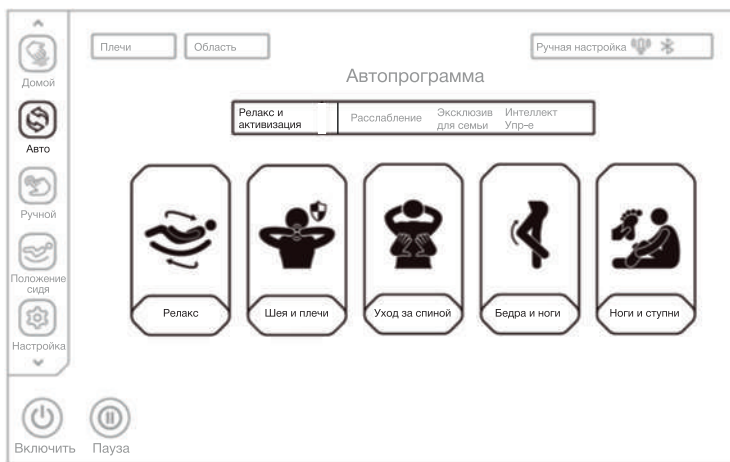 Плечи
Область
Ручная настройка
Домой
Авто
Ручной
Положение
сидя
Настройка
Автопрограмма
Релакс и
активизация
Расслабление
Эксклюзив
для семьи
Интеллект
Упр-е
Релакс
Шея и плечи
Уход за спиной
Бедра и ноги
Ноги и ступни
Включить
Пауза